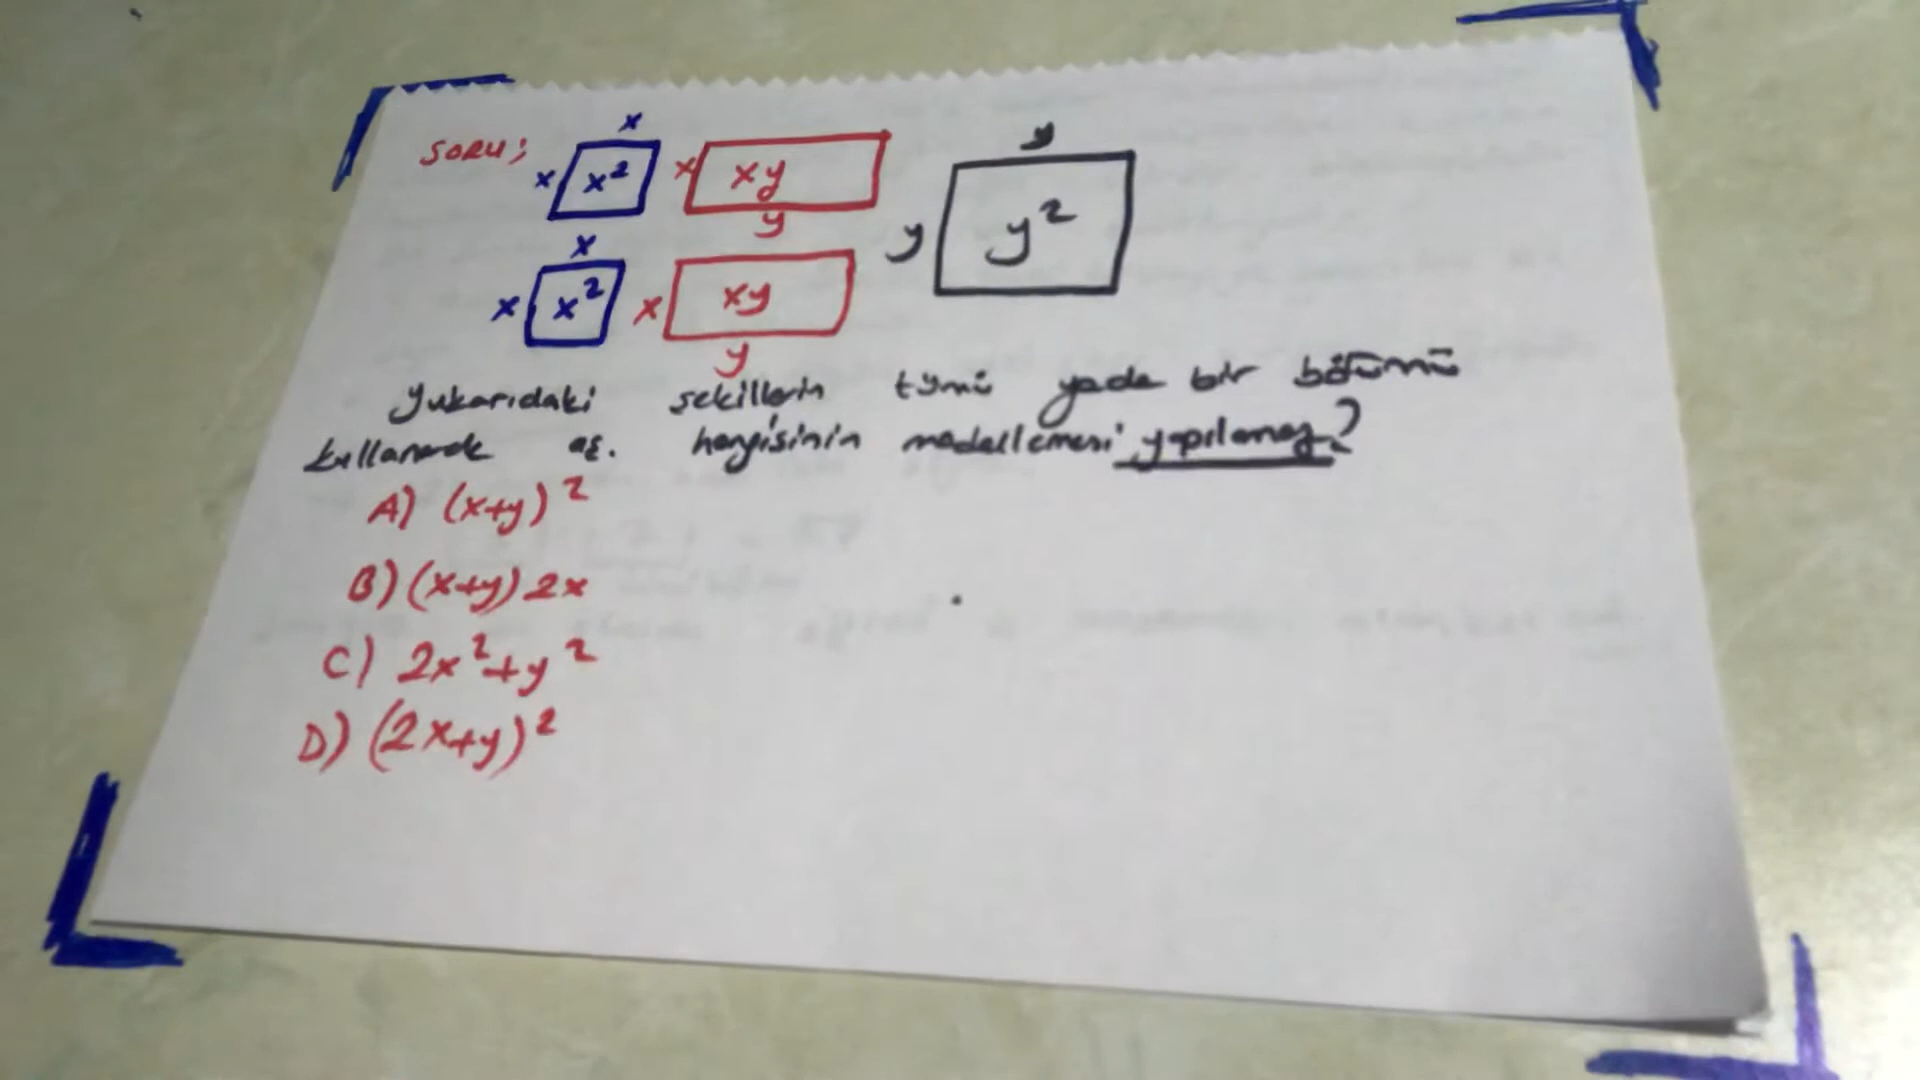 SORU;
x
x x²
x xy
y
y
y y²
x
x x²
x xy
y
Yukarıdaki şekillerin tümü yada bir bölümü
kullanarak aş. hangisinin modellemesi yapılamaz?
A) (x+y)²
B) (x+y)2x
C) 2x²+y²
D) (2x+y)²